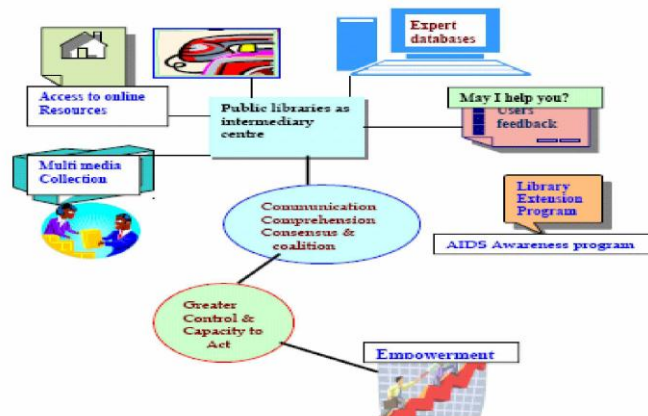 Expert
databases
Access to online
Resources
Public libraries as
intermediary
centre
May I help you?
Users
feedback
Multi media
Collection
Communication
Comprehension
Consensus &
coalition
Library
Extension
Program
AIDS Awareness program
Greater
Control &
Capacity to
Act
Empowerment